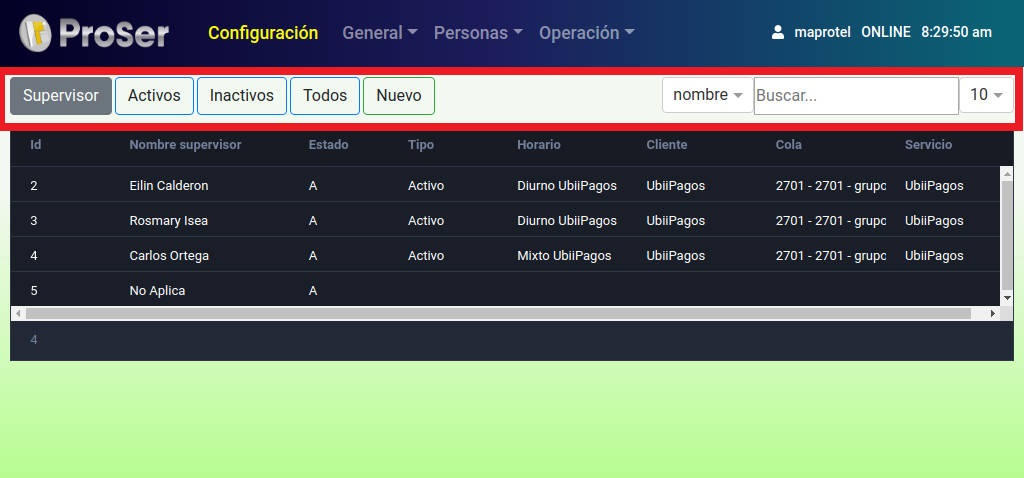 ProSer Configuración General Personas Operación maprotel ONLINE 8:29:50 am
Supervisor Activos Inactivos Todos Nuevo nombre Buscar... 10
Id Nombre supervisor Estado Tipo Horario Cliente Cola Servicio
2 Eilin Calderon A Activo Diurno UbiiPagos UbiiPagos 2701 - 2701 - grupo UbiiPagos
3 Rosmary Isea A Activo Diurno UbiiPagos UbiiPagos 2701 - 2701 - grupo UbiiPagos
4 Carlos Ortega A Activo Mixto UbiiPagos UbiiPagos 2701 - 2701 - grupo UbiiPagos
5 No Aplica A
4